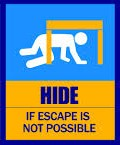 HIDE
IF ESCAPE IS
NOT POSSIBLE